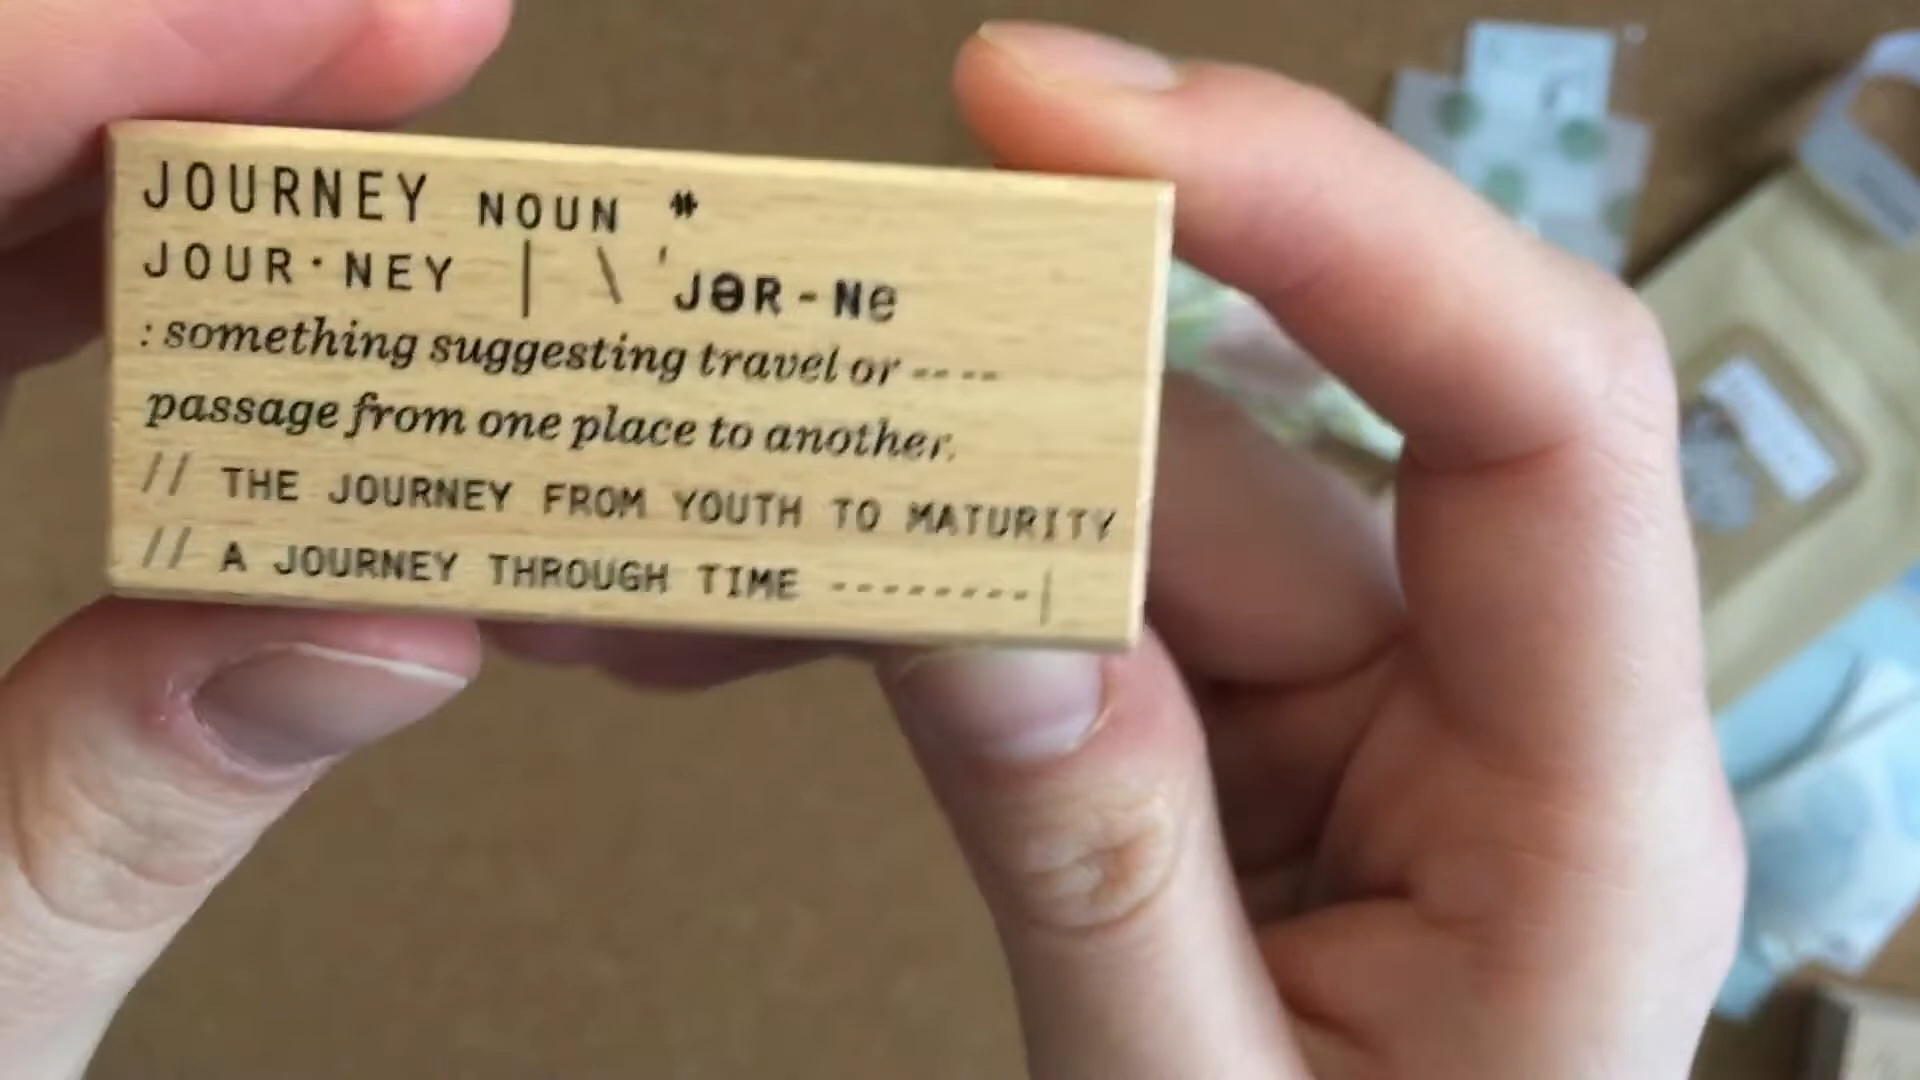 JOURNEY NOUN *
JOUR·NEY | \ ˈJƏR-Ne
: something suggesting travel or -- --
passage from one place to another.
// THE JOURNEY FROM YOUTH TO MATURITY
// A JOURNEY THROUGH TIME ---------|